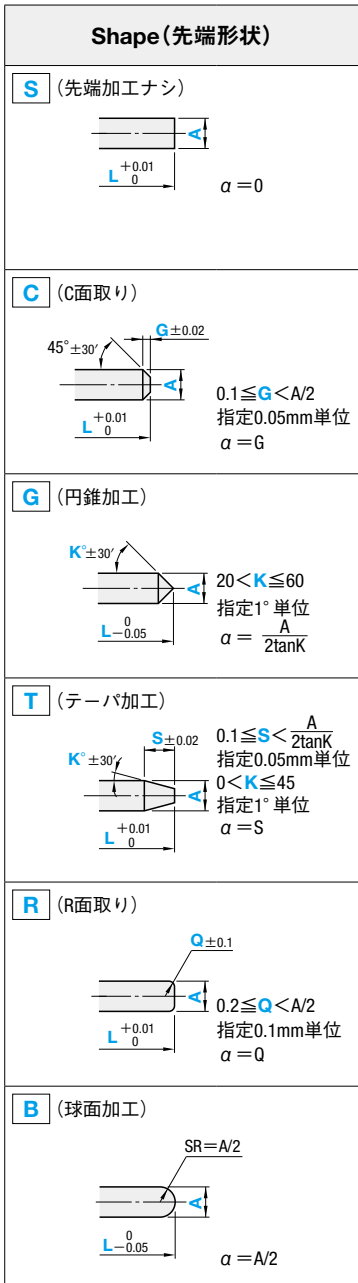 Shape(先端形状)
S (先端加工ナシ)
A
L +0.01 0
α=0
C (C面取り)
G±0.02
45°±30′
A
L +0.01 0
0.1≦G<A/2
指定0.05mm単位
α=G
G (円錐加工)
K°±30′
A
L 0 −0.05
20<K≦60
指定1°単位
α= A/2tanK
T (テーパ加工)
S±0.02
K°±30′
A
L +0.01 0
0.1≦S< A/2tanK
指定0.05mm単位
0<K≦45
指定1°単位
α=S
R (R面取り)
Q±0.1
A
L +0.01 0
0.2≦Q<A/2
指定0.1mm単位
α=Q
B (球面加工)
SR=A/2
A
L 0 −0.05
α=A/2